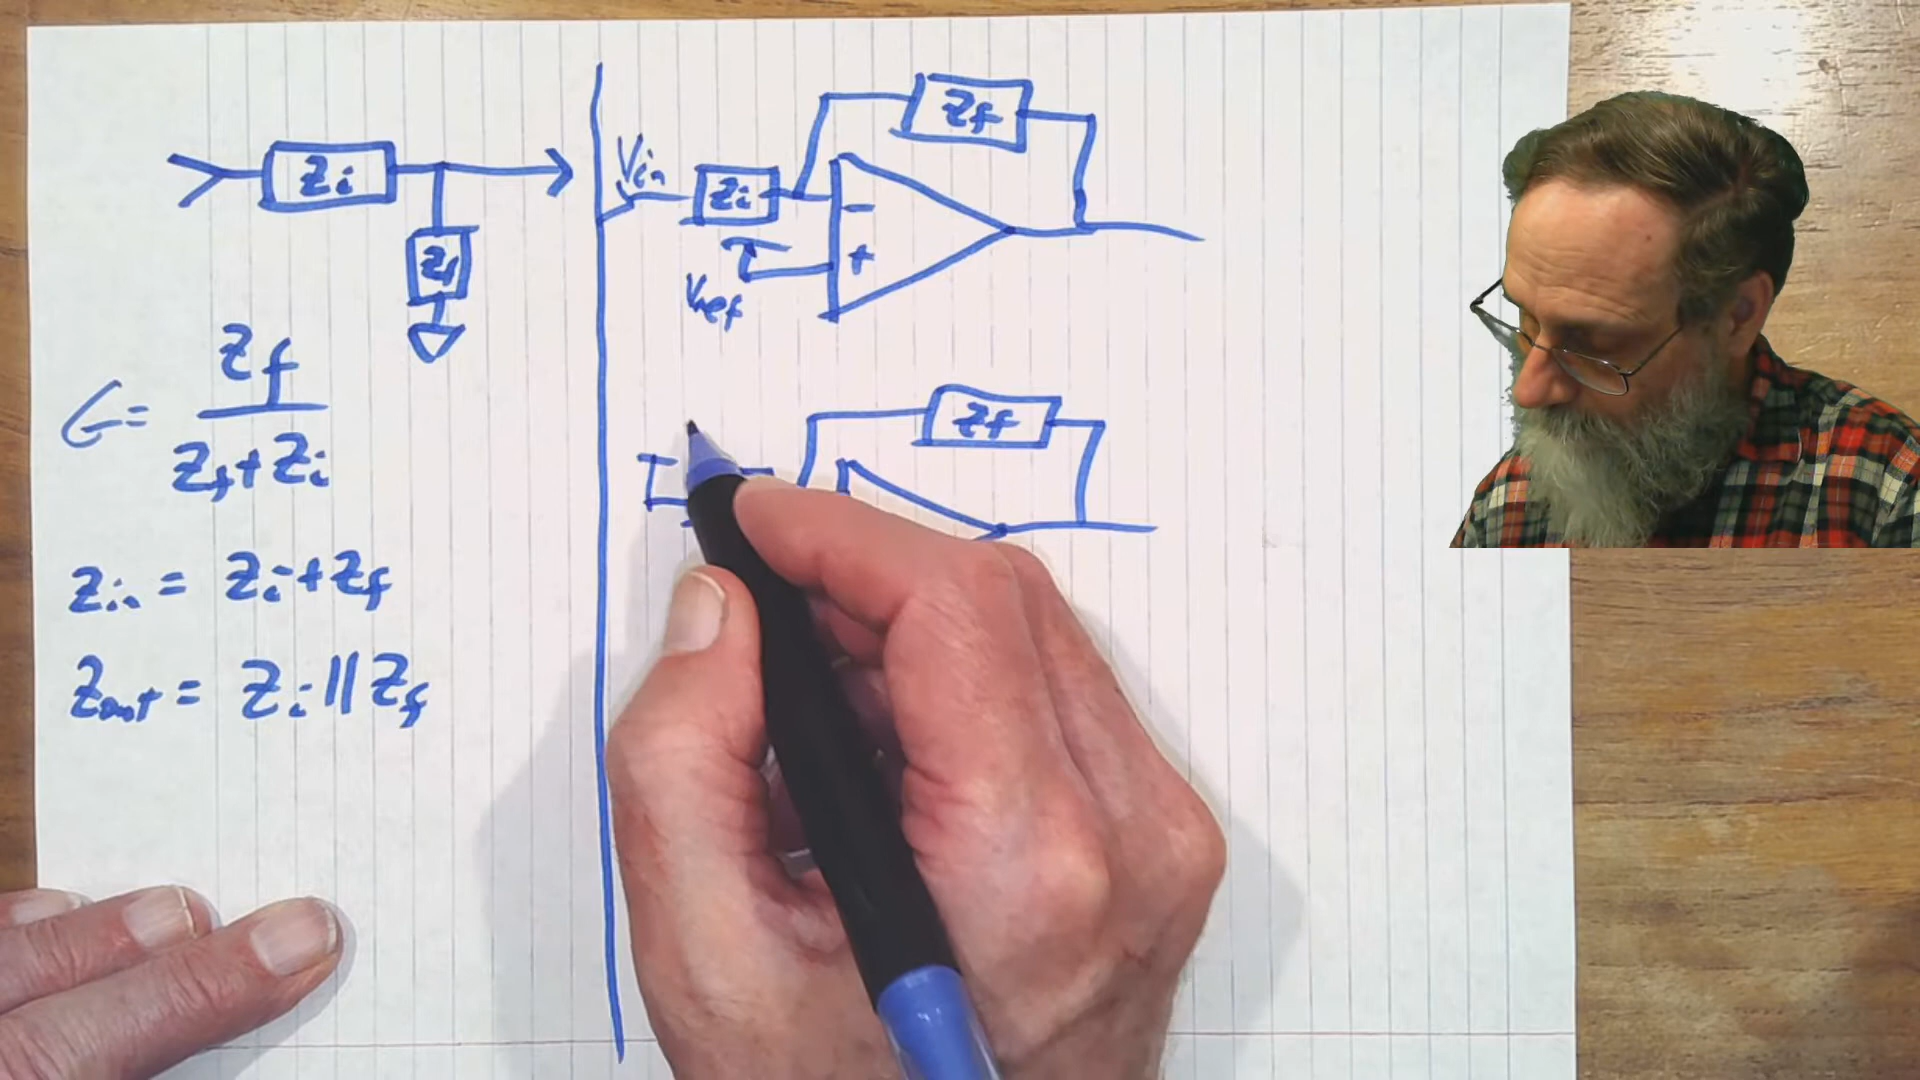 Zi
Zf
G = Zf
Zf + Zi
Zin = Zi + Zf
Zout = Zi || Zf
Zf
Vin
Zi
-
+
Vref
Zf